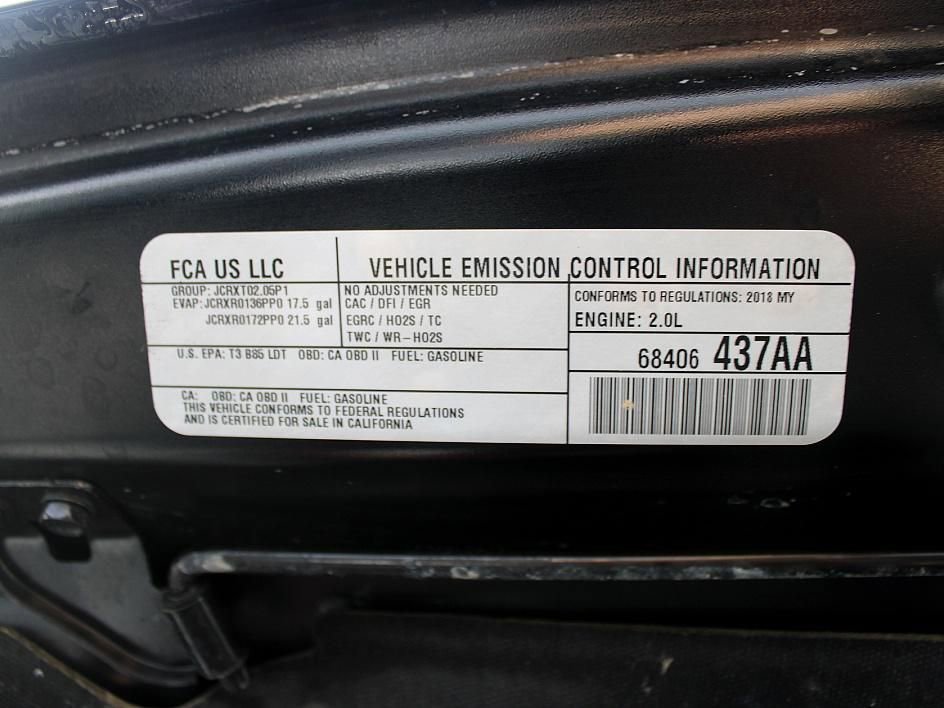 FCA US LLC
VEHICLE EMISSION CONTROL INFORMATION
GROUP: JCRXT02.05P1
EVAP: JCRXR0136PP0 17.5 gal
JCRXR0172PP0 21.5 gal
NO ADJUSTMENTS NEEDED
CAC / DFI / EGR
EGRC / HO2S / TC
TWC / WR-HO2S
CONFORMS TO REGULATIONS: 2018 MY
ENGINE: 2.0L
U.S. EPA: T3 B85 LDT OBD: CA OBD II FUEL: GASOLINE
68406 437AA
CA: OBD: CA OBD II FUEL: GASOLINE
THIS VEHICLE CONFORMS TO FEDERAL REGULATIONS
AND IS CERTIFIED FOR SALE IN CALIFORNIA